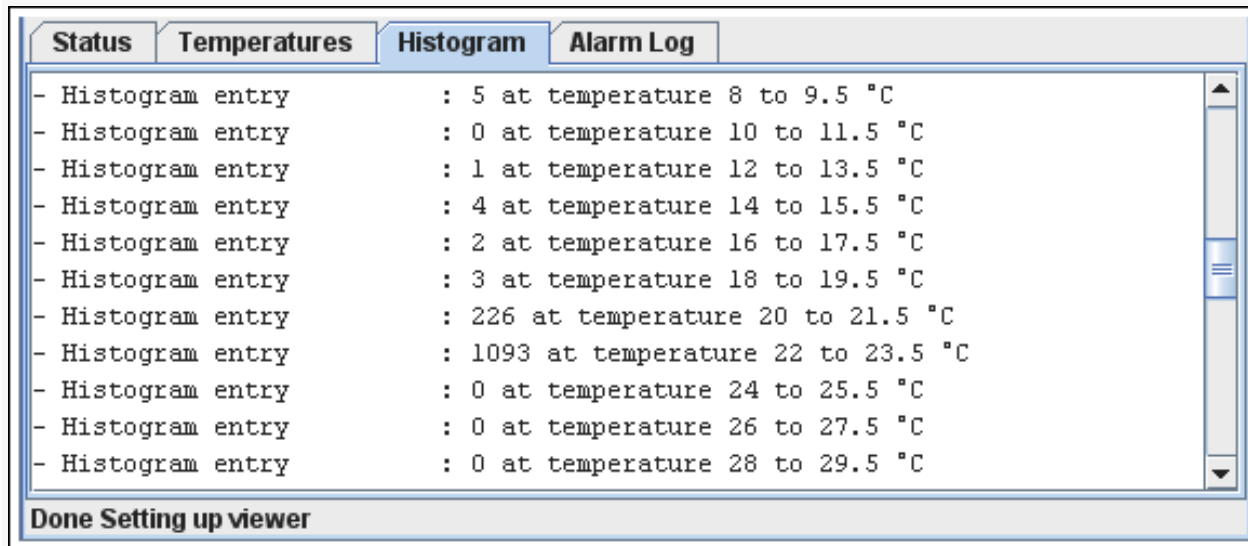 Status Temperatures Histogram Alarm Log
- Histogram entry : 5 at temperature 8 to 9.5 °C
- Histogram entry : 0 at temperature 10 to 11.5 °C
- Histogram entry : 1 at temperature 12 to 13.5 °C
- Histogram entry : 4 at temperature 14 to 15.5 °C
- Histogram entry : 2 at temperature 16 to 17.5 °C
- Histogram entry : 3 at temperature 18 to 19.5 °C
- Histogram entry : 226 at temperature 20 to 21.5 °C
- Histogram entry : 1093 at temperature 22 to 23.5 °C
- Histogram entry : 0 at temperature 24 to 25.5 °C
- Histogram entry : 0 at temperature 26 to 27.5 °C
- Histogram entry : 0 at temperature 28 to 29.5 °C
Done Setting up viewer